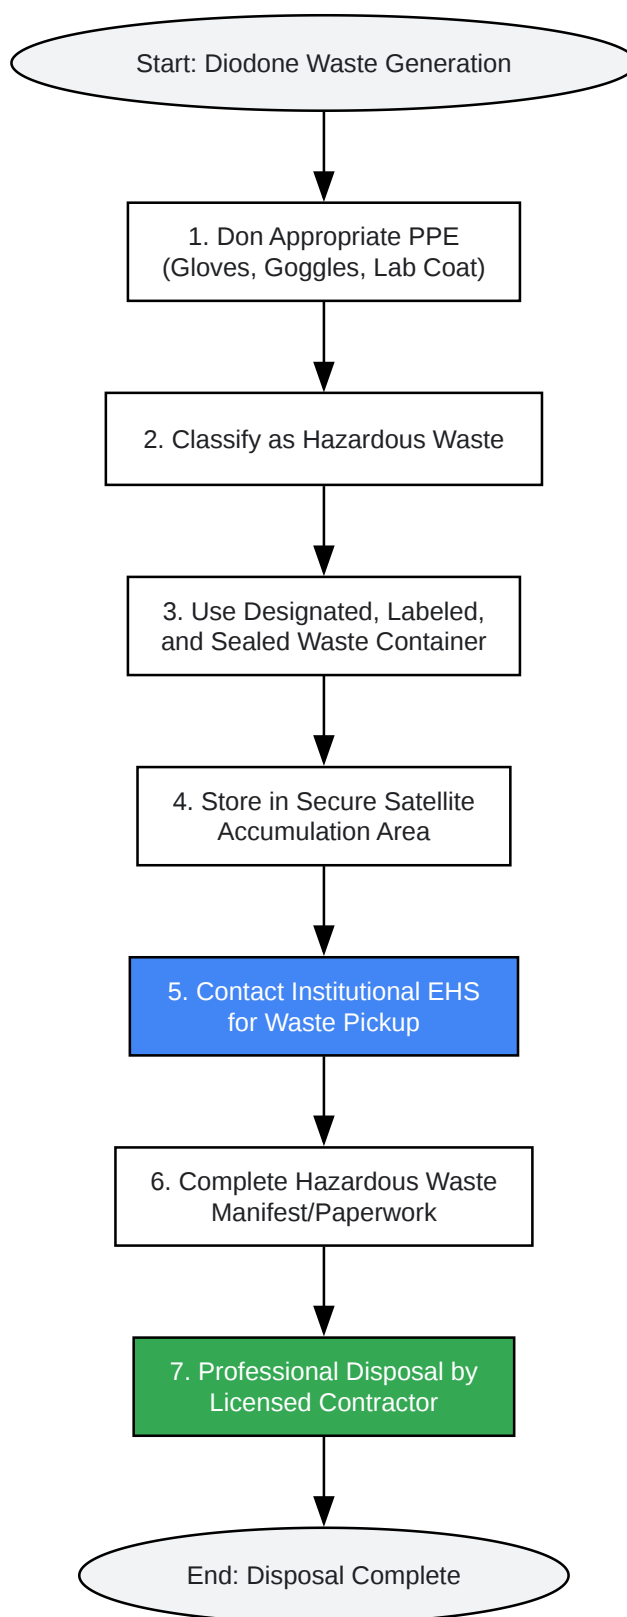 Start: Diodone Waste Generation
1. Don Appropriate PPE
(Gloves, Goggles, Lab Coat)
2. Classify as Hazardous Waste
3. Use Designated, Labeled,
and Sealed Waste Container
4. Store in Secure Satellite
Accumulation Area
5. Contact Institutional EHS
for Waste Pickup
6. Complete Hazardous Waste
Manifest/Paperwork
7. Professional Disposal by
Licensed Contractor
End: Disposal Complete